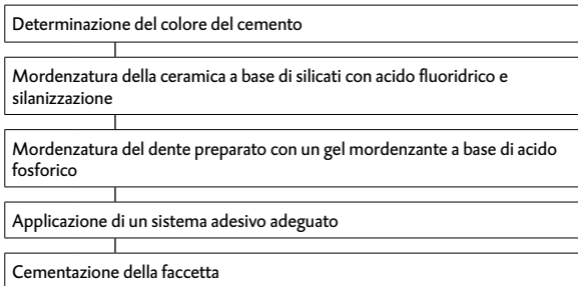 Determinazione del colore del cemento
Mordenzatura della ceramica a base di silicati con acido fluoridrico e
silanizzazione
Mordenzatura del dente preparato con un gel mordenzante a base di acido
fosforico
Applicazione di un sistema adesivo adeguato
Cementazione della faccetta